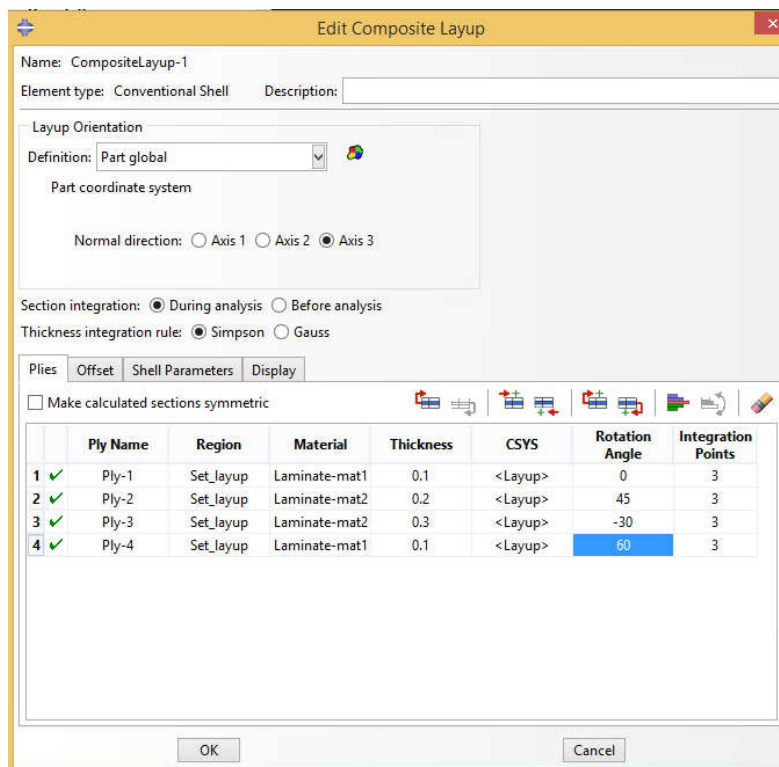 Edit Composite Layup
Name: CompositeLayup-1
Element type: Conventional Shell Description:
Layup Orientation
Definition: Part global
Part coordinate system
Normal direction: Axis 1 Axis 2 Axis 3
Section integration: During analysis Before analysis
Thickness integration rule: Simpson Gauss
Plies Offset Shell Parameters Display
Make calculated sections symmetric
Ply Name Region Material Thickness CSYS Rotation Angle Integration Points
1 Ply-1 Set_layup Laminate-mat1 0.1 <Layup> 0 3
2 Ply-2 Set_layup Laminate-mat2 0.2 <Layup> 45 3
3 Ply-3 Set_layup Laminate-mat2 0.3 <Layup> -30 3
4 Ply-4 Set_layup Laminate-mat1 0.1 <Layup> 60 3
OK Cancel